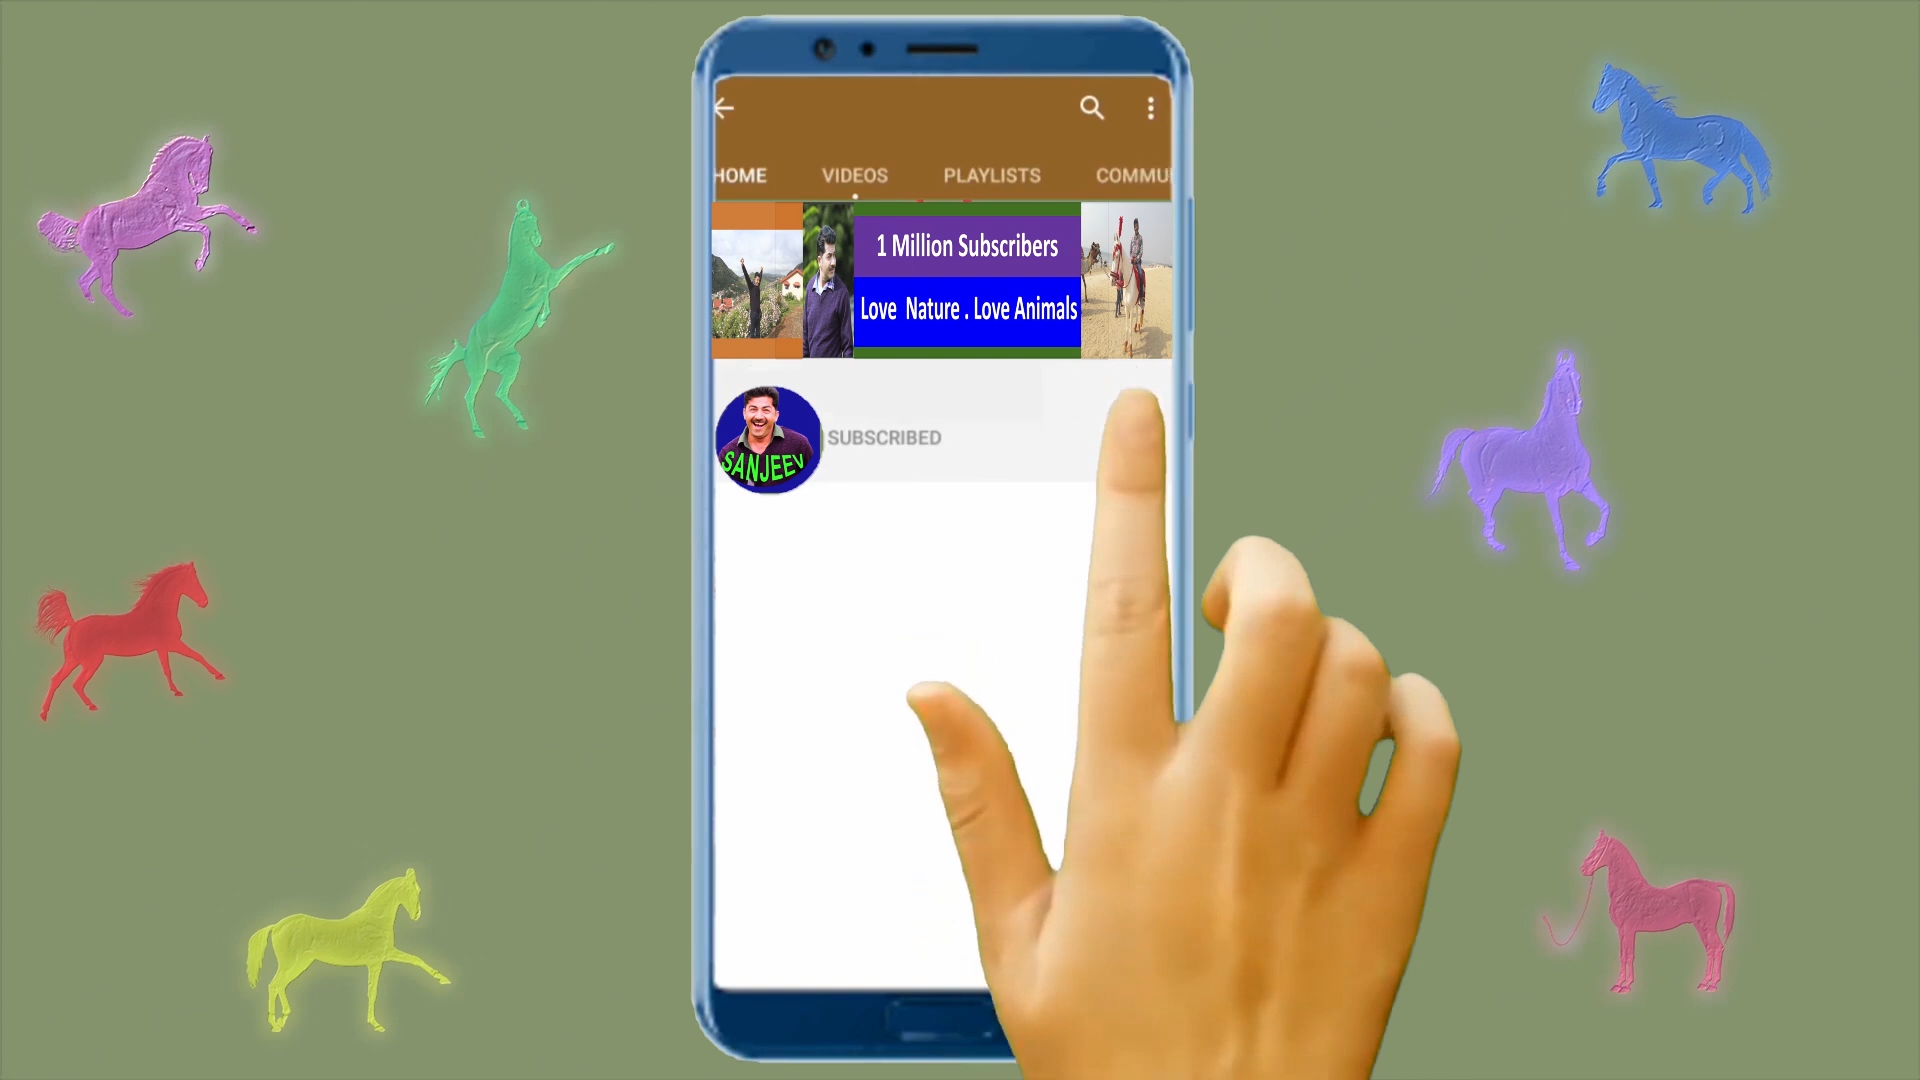 HOME VIDEOS PLAYLISTS COMMU
1 Million Subscribers
Love Nature . Love Animals
SUBSCRIBED
SANJEEV